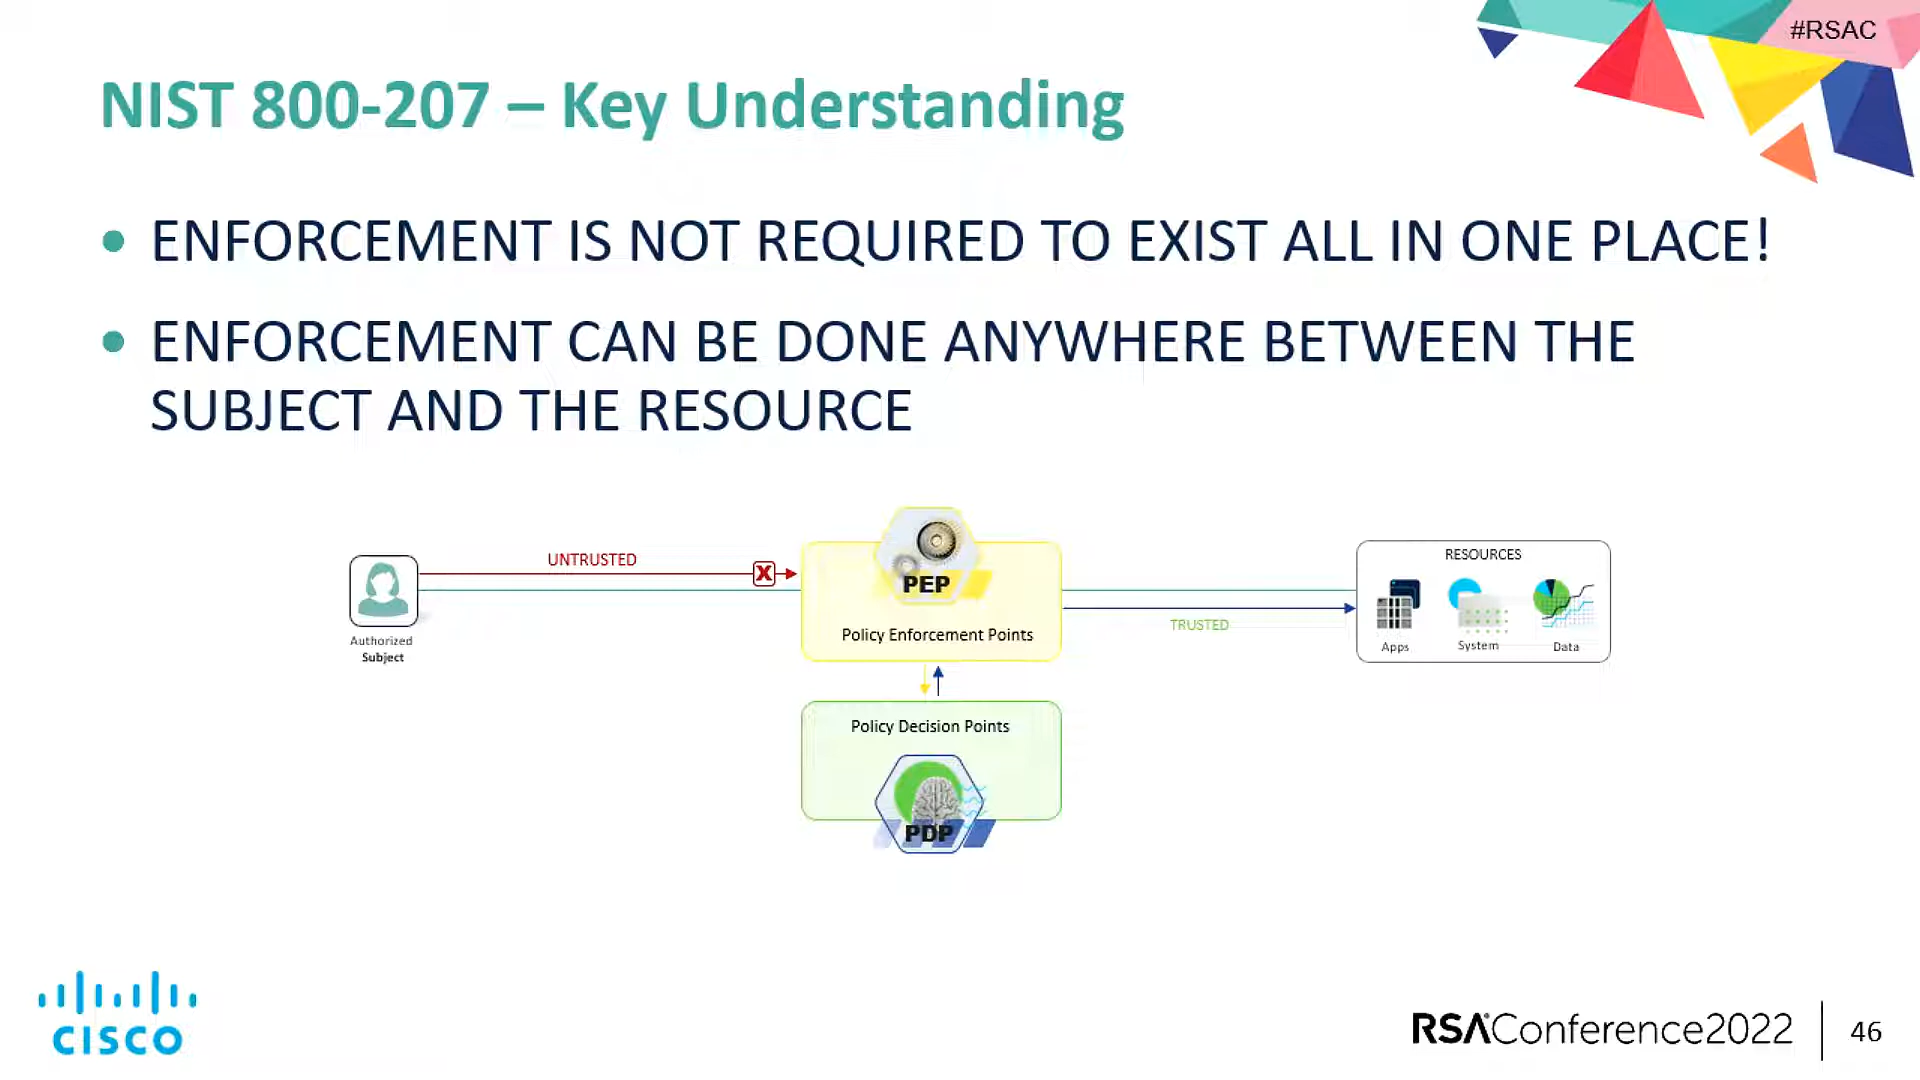 #RSAC
NIST 800-207 – Key Understanding
• ENFORCEMENT IS NOT REQUIRED TO EXIST ALL IN ONE PLACE!
• ENFORCEMENT CAN BE DONE ANYWHERE BETWEEN THE
SUBJECT AND THE RESOURCE
UNTRUSTED
X
Authorized
Subject
PEP
Policy Enforcement Points
TRUSTED
RESOURCES
Apps
System
Data
Policy Decision Points
PDP
CISCO
RSAConference2022
46